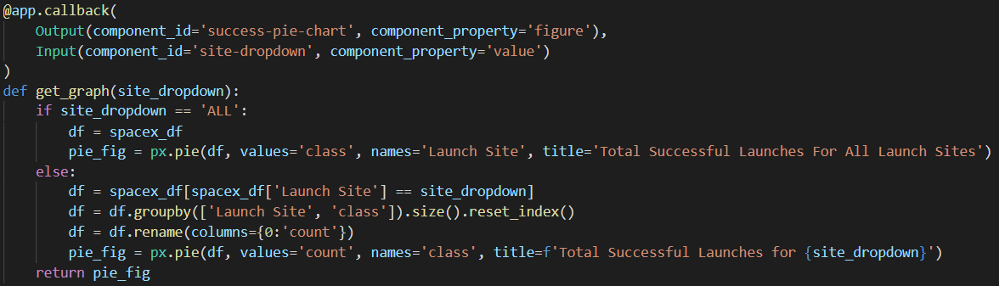 @app.callback(
    Output(component_id='success-pie-chart', component_property='figure'),
    Input(component_id='site-dropdown', component_property='value')
)
def get_graph(site_dropdown):
    if site_dropdown == 'ALL':
        df = spacex_df
        pie_fig = px.pie(df, values='class', names='Launch Site', title='Total Successful Launches For All Launch Sites')
    else:
        df = spacex_df[spacex_df['Launch Site'] == site_dropdown]
        df = df.groupby(['Launch Site', 'class']).size().reset_index()
        df = df.rename(columns={0:'count'})
        pie_fig = px.pie(df, values='count', names='class', title=f'Total Successful Launches for {site_dropdown}')
    return pie_fig